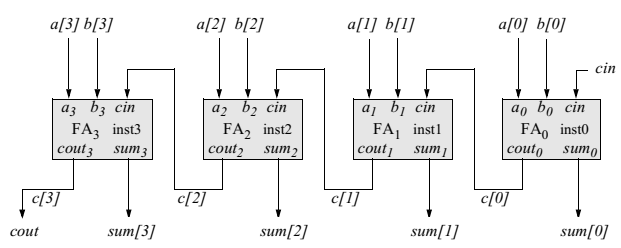 a[3] b[3] a[2] b[2] a[1] b[1] a[0] b[0]
cin
a3 b3 cin a2 b2 cin a1 b1 cin a0 b0 cin
FA3 inst3 FA2 inst2 FA1 inst1 FA0 inst0
cout3 sum3 cout2 sum2 cout1 sum1 cout0 sum0
c[3] c[2] c[1] c[0]
cout sum[3] sum[2] sum[1] sum[0]